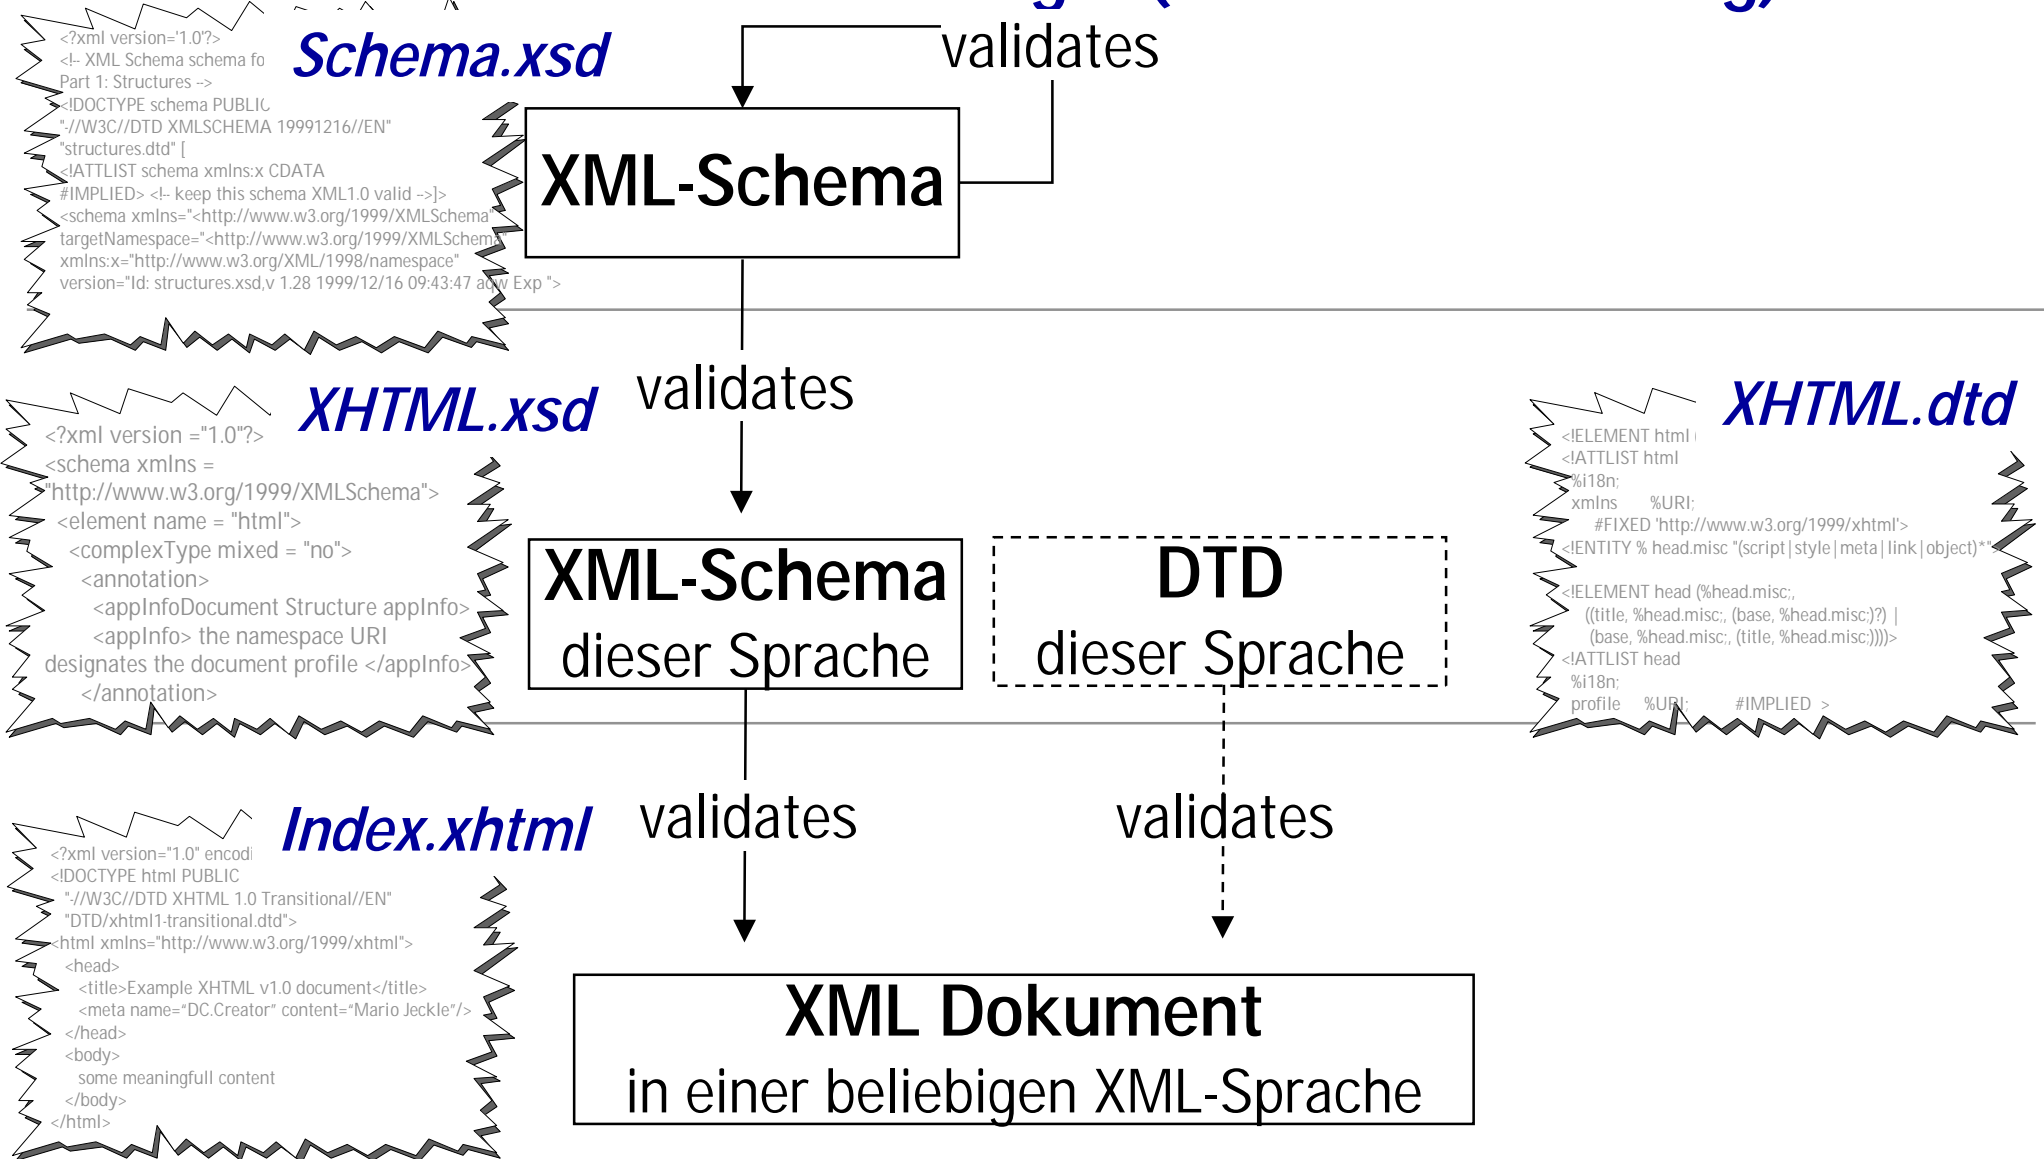 validates
Schema.xsd
<?xml version='1.0'?>
<!-- XML Schema schema fo
Part 1: Structures -->
<!DOCTYPE schema PUBLIC
"-//W3C//DTD XMLSCHEMA 19991216//EN"
"structures.dtd" [
<!ATTLIST schema xmlns:x CDATA
#IMPLIED> <!-- keep this schema XML1.0 valid -->]>
<schema xmlns="<http://www.w3.org/1999/XMLSchema"
targetNamespace="<http://www.w3.org/1999/XMLSchema"
xmlns:x="http://www.w3.org/XML/1998/namespace"
version="Id: structures.xsd,v 1.28 1999/12/16 09:43:47 aqw Exp ">
XML-Schema
validates
XHTML.xsd
<?xml version ="1.0"?>
<schema xmlns =
"http://www.w3.org/1999/XMLSchema">
<element name = "html">
<complexType mixed = "no">
<annotation>
<appInfoDocument Structure appInfo>
<appInfo> the namespace URI
designates the document profile </appInfo>
</annotation>
XML-Schema
dieser Sprache
DTD
dieser Sprache
XHTML.dtd
<!ELEMENT html (
<!ATTLIST html
%i18n;
xmlns %URI;
#FIXED 'http://www.w3.org/1999/xhtml'>
<!ENTITY % head.misc "(script|style|meta|link|object)*">
<!ELEMENT head (%head.misc;,
((title, %head.misc;, (base, %head.misc;)?) |
(base, %head.misc;, (title, %head.misc;))))>
<!ATTLIST head
%i18n;
profile %URI; #IMPLIED >
validates
validates
Index.xhtml
<?xml version="1.0" encodi
<!DOCTYPE html PUBLIC
"-//W3C//DTD XHTML 1.0 Transitional//EN"
"DTD/xhtml1-transitional.dtd">
<html xmlns="http://www.w3.org/1999/xhtml">
<head>
<title>Example XHTML v1.0 document</title>
<meta name=“DC.Creator” content=“Mario Jeckle”/>
</head>
<body>
some meaningfull content
</body>
</html>
XML Dokument
in einer beliebigen XML-Sprache